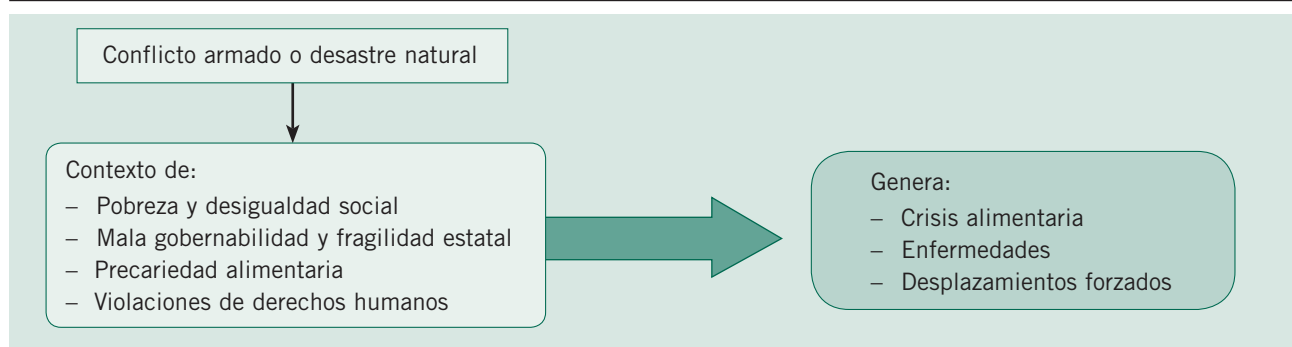 Conflicto armado o desastre natural
Contexto de:
– Pobreza y desigualdad social
– Mala gobernabilidad y fragilidad estatal
– Precariedad alimentaria
– Violaciones de derechos humanos
Genera:
– Crisis alimentaria
– Enfermedades
– Desplazamientos forzados